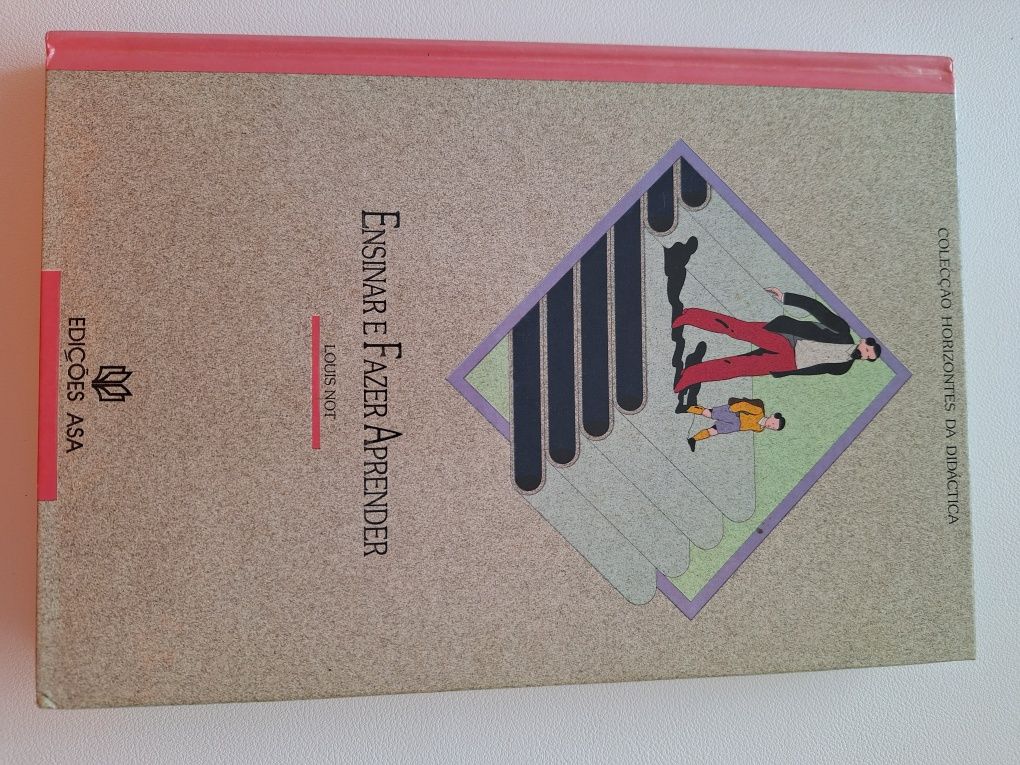 COLECÇÃO HORIZONTES DA DIDÁCTICA
ENSINAR E FAZER APRENDER
LOUIS NOT
EDIÇÕES ASA